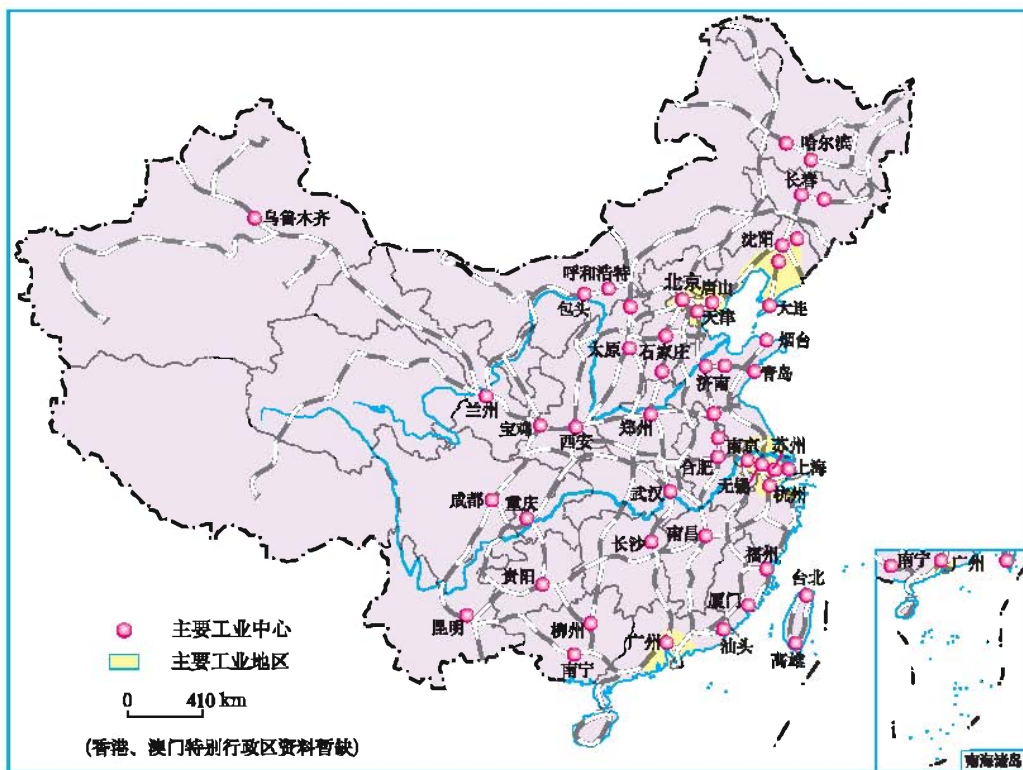 哈尔滨
长春
乌鲁木齐
沈阳
呼和浩特
北京
唐山
包头
天津
大连
烟台
太原
石家庄
济南
青岛
兰州
宝鸡
西安
郑州
南京
苏州
合肥
上海
无锡
杭州
成都
重庆
武汉
长沙
南昌
福州
贵阳
台北
厦门
昆明
柳州
广州
汕头
南宁
高雄
主要工业中心
主要工业地区
0 410 km
(香港、澳门特别行政区资料暂缺)
南宁
广州
南海诸岛